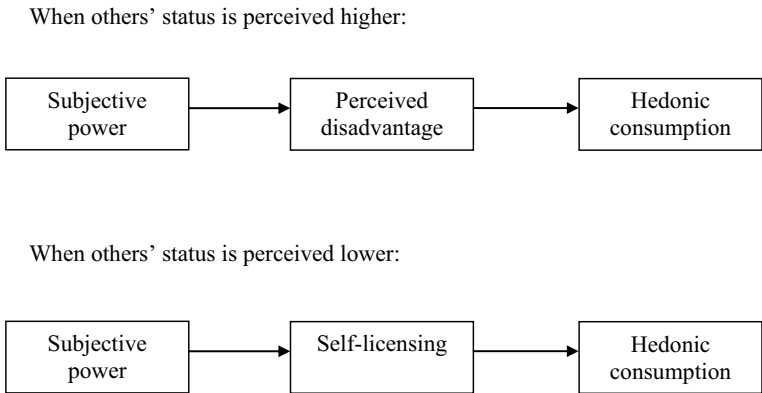 When others’ status is perceived higher:
Subjective
power
Perceived
disadvantage
Hedonic
consumption
When others’ status is perceived lower:
Subjective
power
Self-licensing
Hedonic
consumption